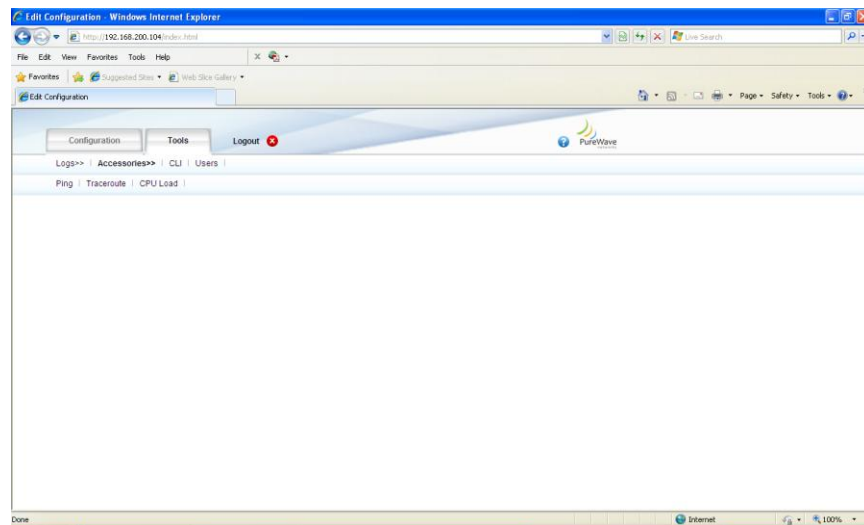 Edit Configuration - Windows Internet Explorer
http://192.168.200.104/index.html
Live Search
File Edit View Favorites Tools Help
Favorites Suggested Sites Web Slice Gallery
Edit Configuration
Page Safety Tools
Configuration Tools Logout
PureWave
Logs>> | Accessories>> | CLI | Users |
Ping | Traceroute | CPU Load |
Done
Internet
100%